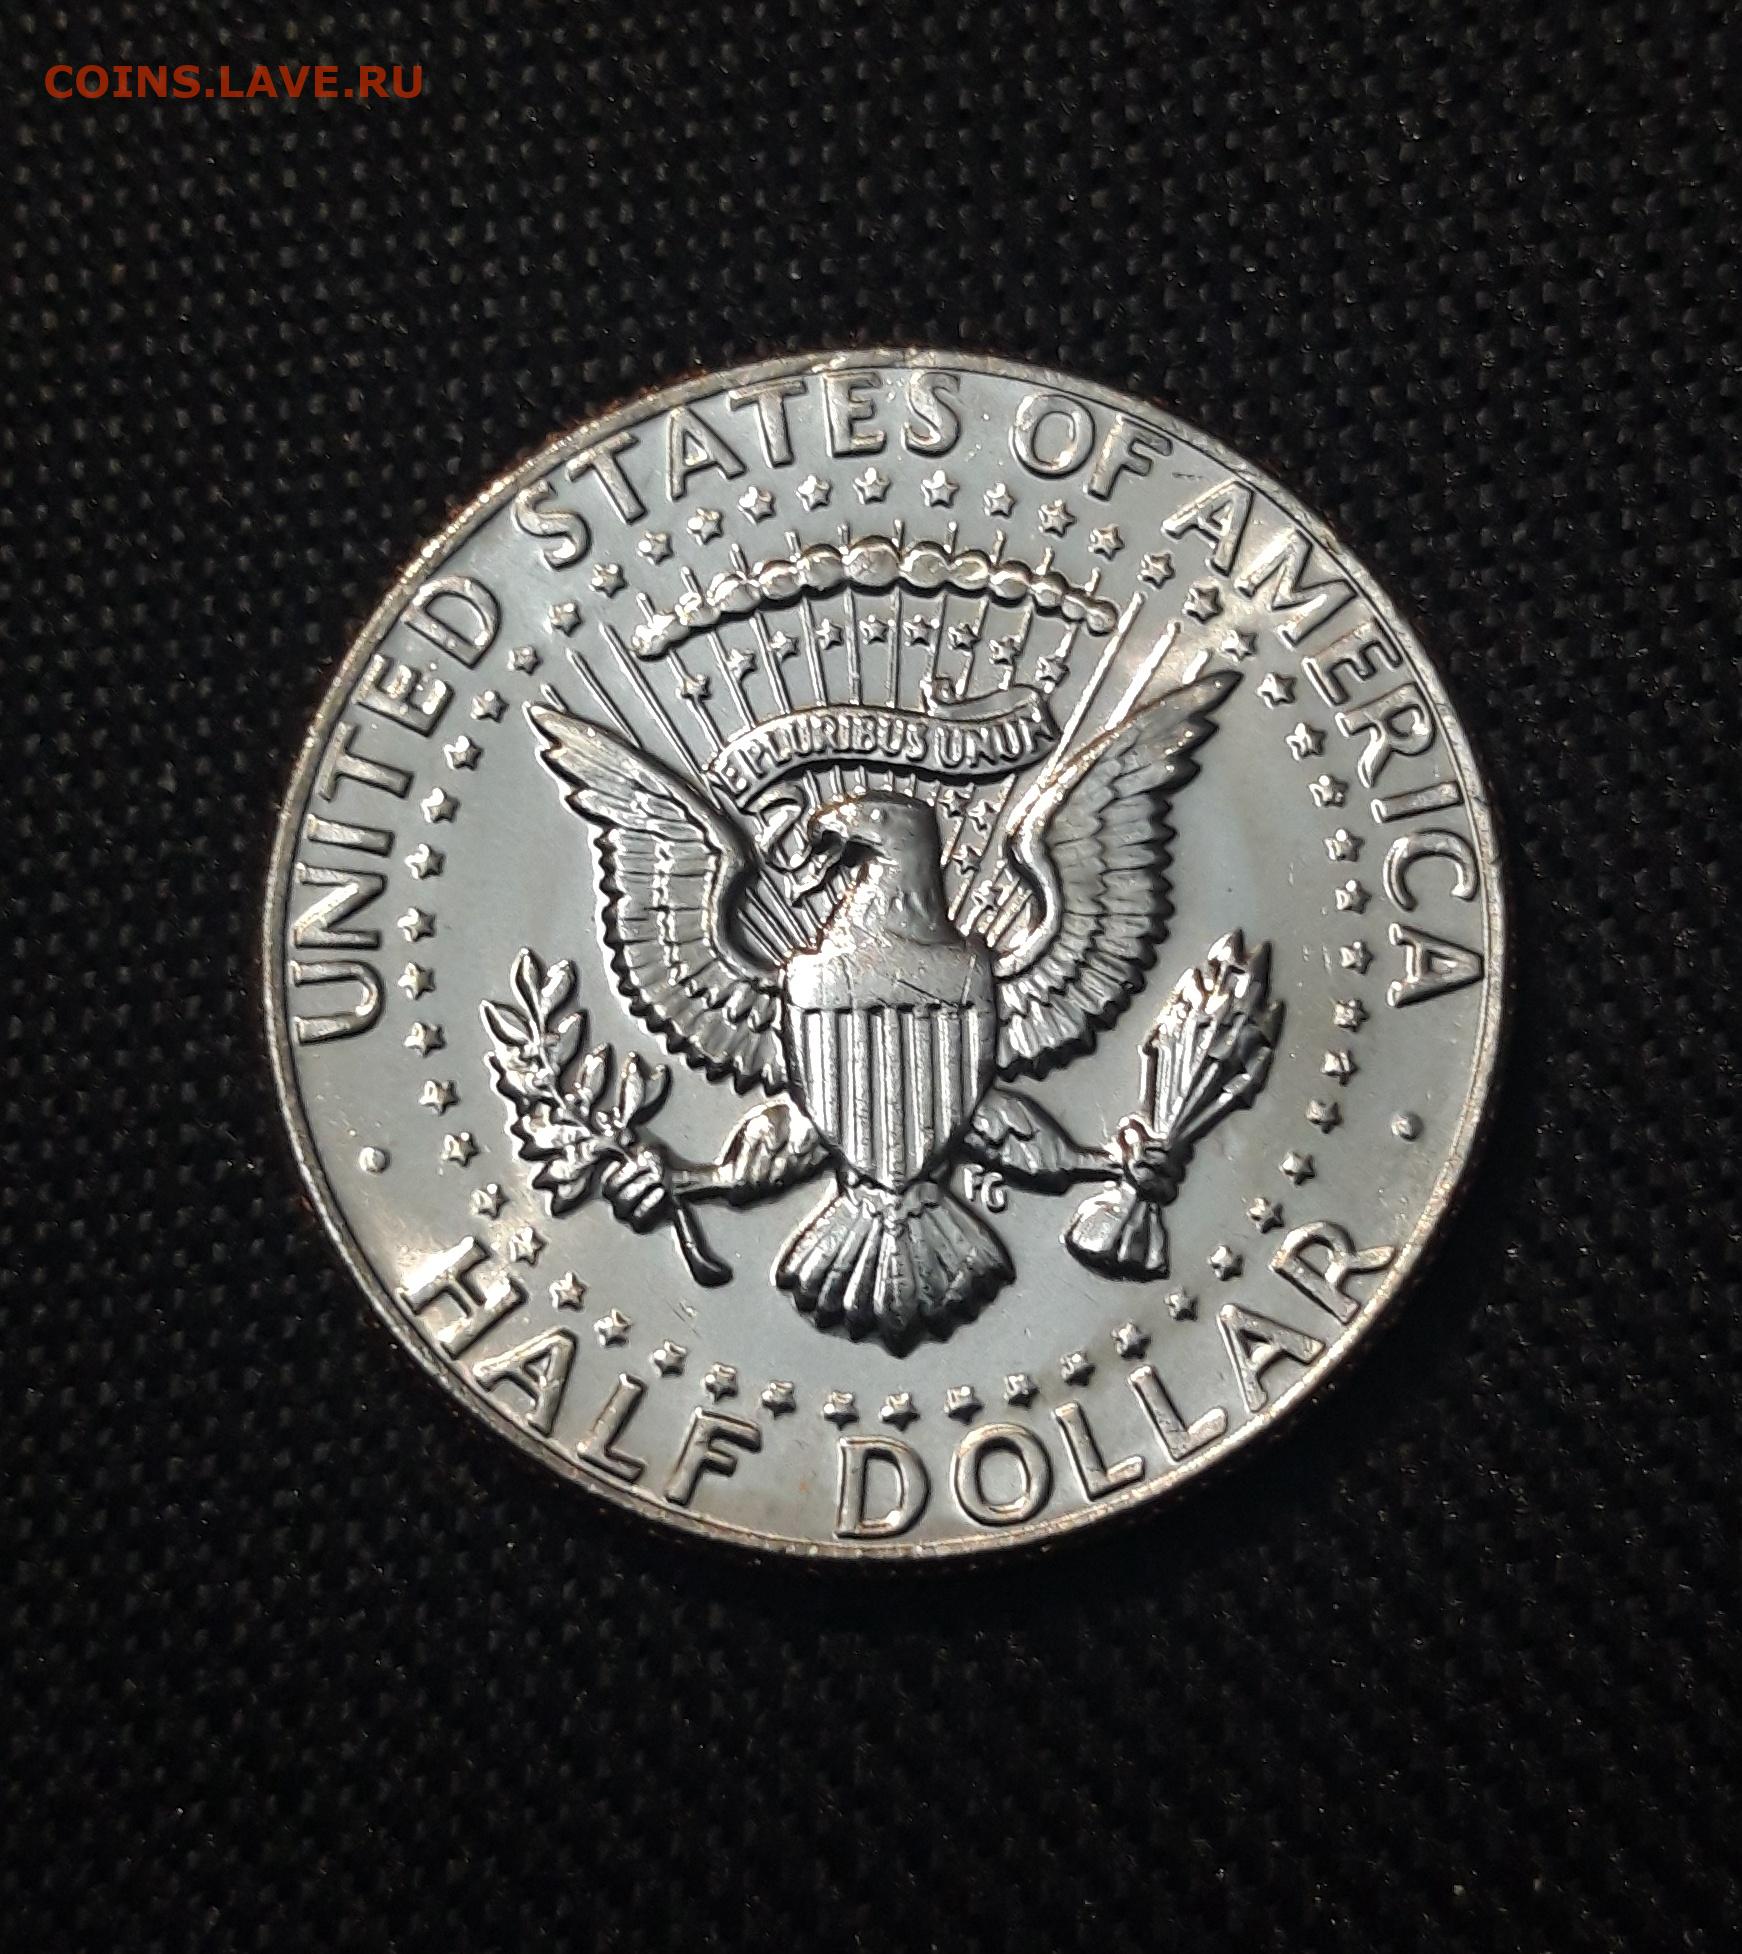 COINS.LAVE.RU
UNITED STATES OF AMERICA
E PLURIBUS UNUM
FG
HALF DOLLAR